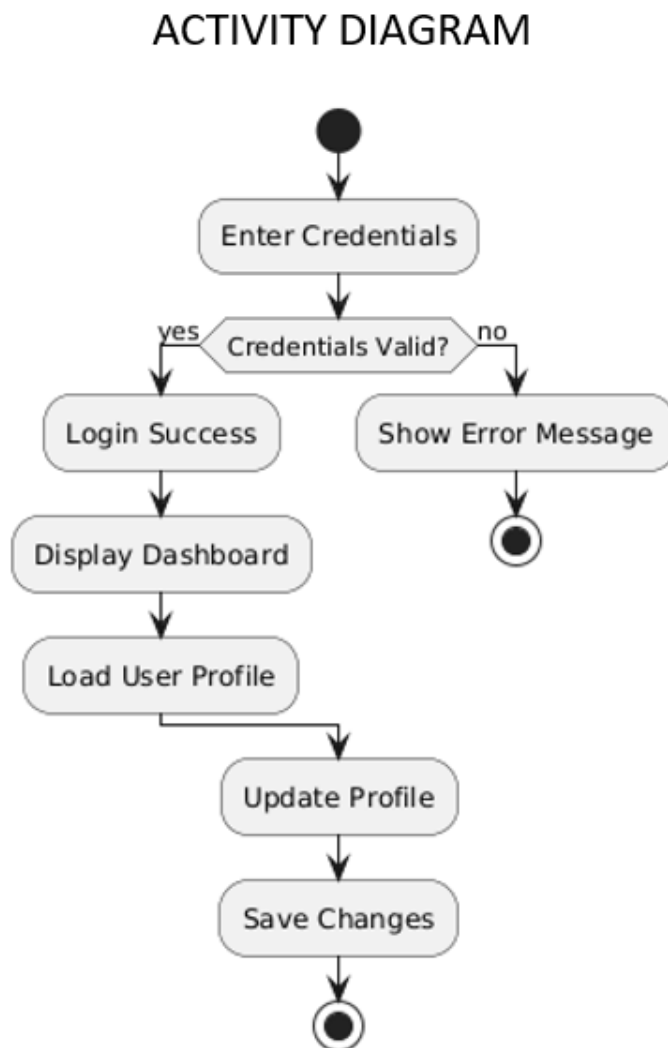 ACTIVITY DIAGRAM
Enter Credentials
yes
Credentials Valid?
no
Login Success
Show Error Message
Display Dashboard
Load User Profile
Update Profile
Save Changes